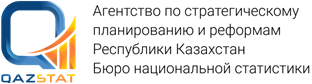 Агентство по стратегическому
планированию и реформам
Республики Казахстан
Бюро национальной статистики
QAZSTAT